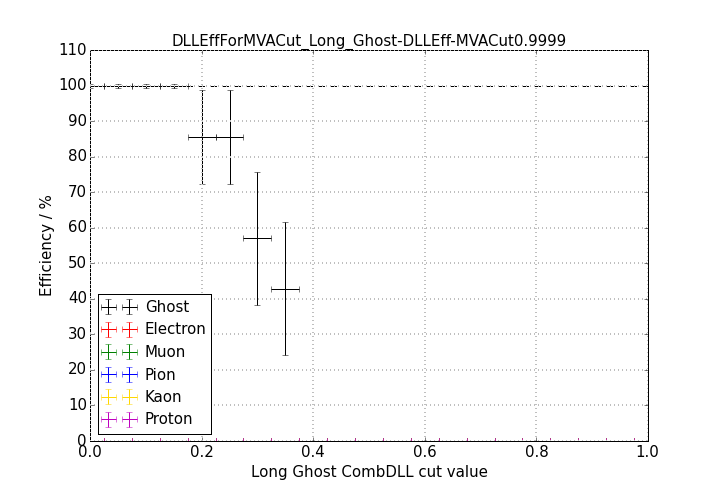 DLLEffForMVACut_Long_Ghost-DLLEff-MVACut0.9999
110
100
90
80
70
60
50
40
30
20
10
0
Efficiency / %
Ghost
Electron
Muon
Pion
Kaon
Proton
0.0 0.2 0.4 0.6 0.8 1.0
Long Ghost CombDLL cut value